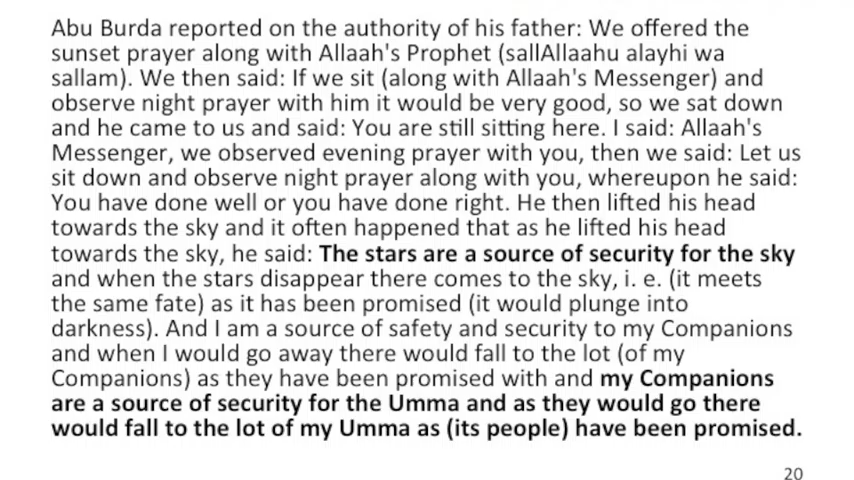 Abu Burda reported on the authority of his father: We offered the
sunset prayer along with Allaah's Prophet (sallAllaahu alayhi wa
sallam). We then said: If we sit (along with Allaah's Messenger) and
observe night prayer with him it would be very good, so we sat down
and he came to us and said: You are still sitting here. I said: Allaah's
Messenger, we observed evening prayer with you, then we said: Let us
sit down and observe night prayer along with you, whereupon he said:
You have done well or you have done right. He then lifted his head
towards the sky and it often happened that as he lifted his head
towards the sky, he said: The stars are a source of security for the sky
and when the stars disappear there comes to the sky, i. e. (it meets
the same fate) as it has been promised (it would plunge into
darkness). And I am a source of safety and security to my Companions
and when I would go away there would fall to the lot (of my
Companions) as they have been promised with and my Companions
are a source of security for the Umma and as they would go there
would fall to the lot of my Umma as (its people) have been promised.
20